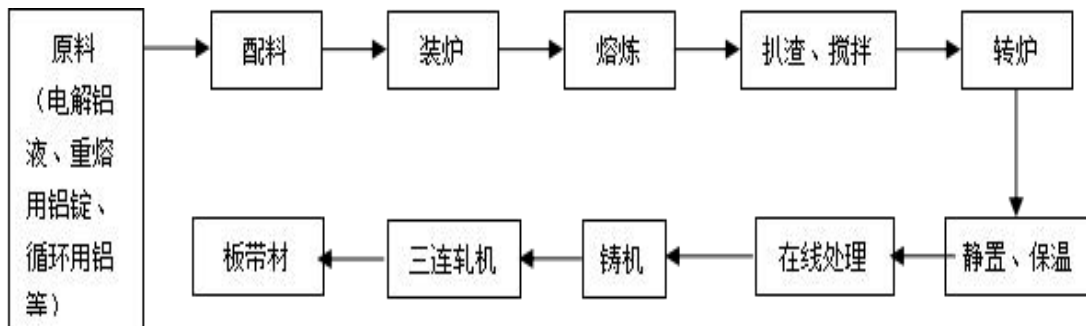 原料
（电解铝
液、重熔
用铝锭、
循环用铝
等）
配料
装炉
熔炼
扒渣、搅拌
转炉
静置、保温
在线处理
铸机
三连轧机
板带材